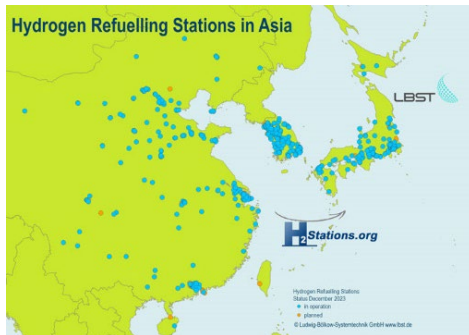 Hydrogen Refuelling Stations in Asia
LBST
H2Stations.org
Hydrogen Refuelling Stations
Status December 2023
in operation
planned
© Ludwig-Bölkow-Systemtechnik GmbH www.lbst.de